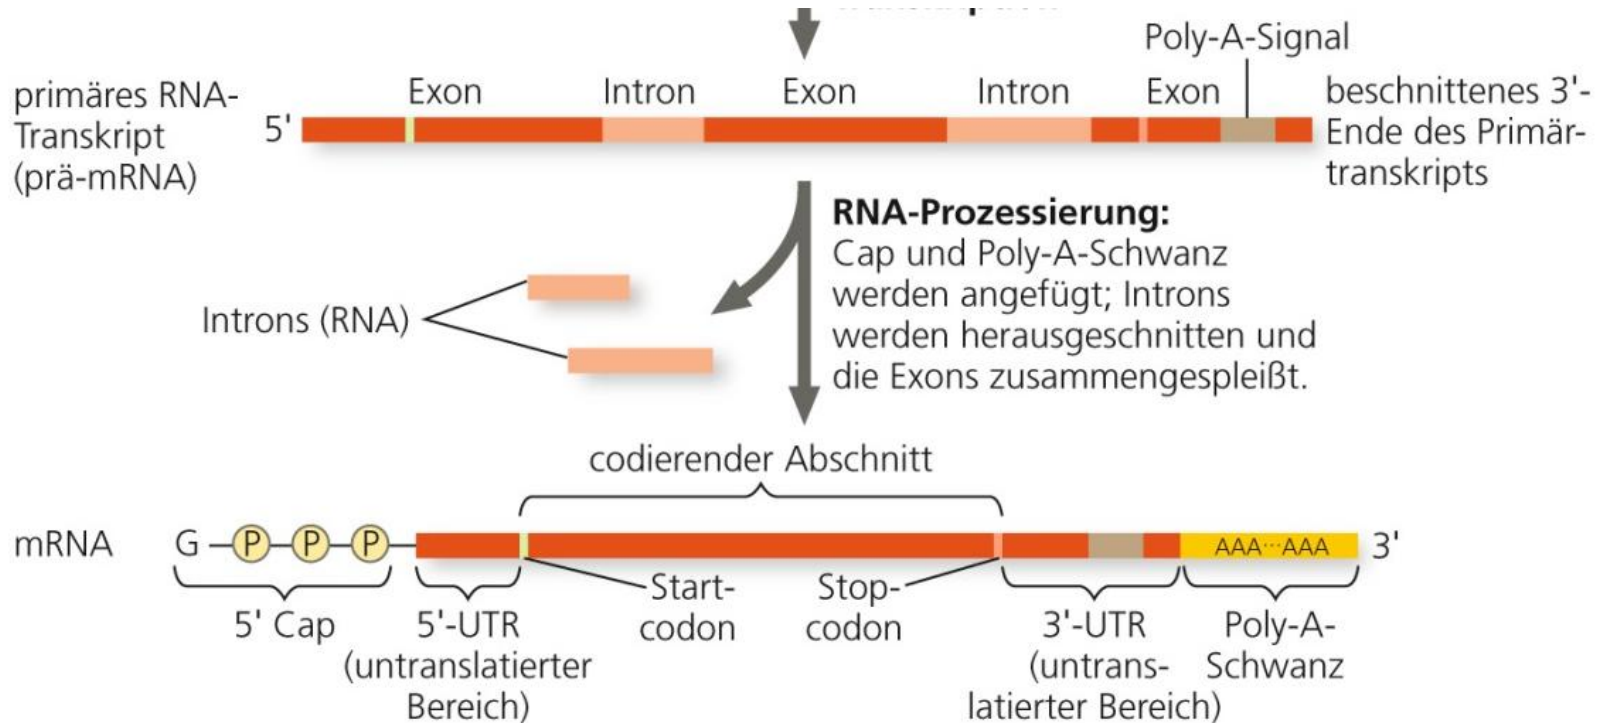 Poly-A-Signal
primäres RNA-
Transkript
(prä-mRNA)
5'
Exon
Intron
Exon
Intron
Exon
beschnittenes 3'-
Ende des Primär-
transkripts
RNA-Prozessierung:
Cap und Poly-A-Schwanz
werden angefügt; Introns
werden herausgeschnitten und
die Exons zusammengespleißt.
Introns (RNA)
codierender Abschnitt
mRNA
G
P
P
P
AAA···AAA
3'
5' Cap
5'-UTR
(untranslatierter
Bereich)
Start-
codon
Stop-
codon
3'-UTR
(untrans-
latierter Bereich)
Poly-A-
Schwanz